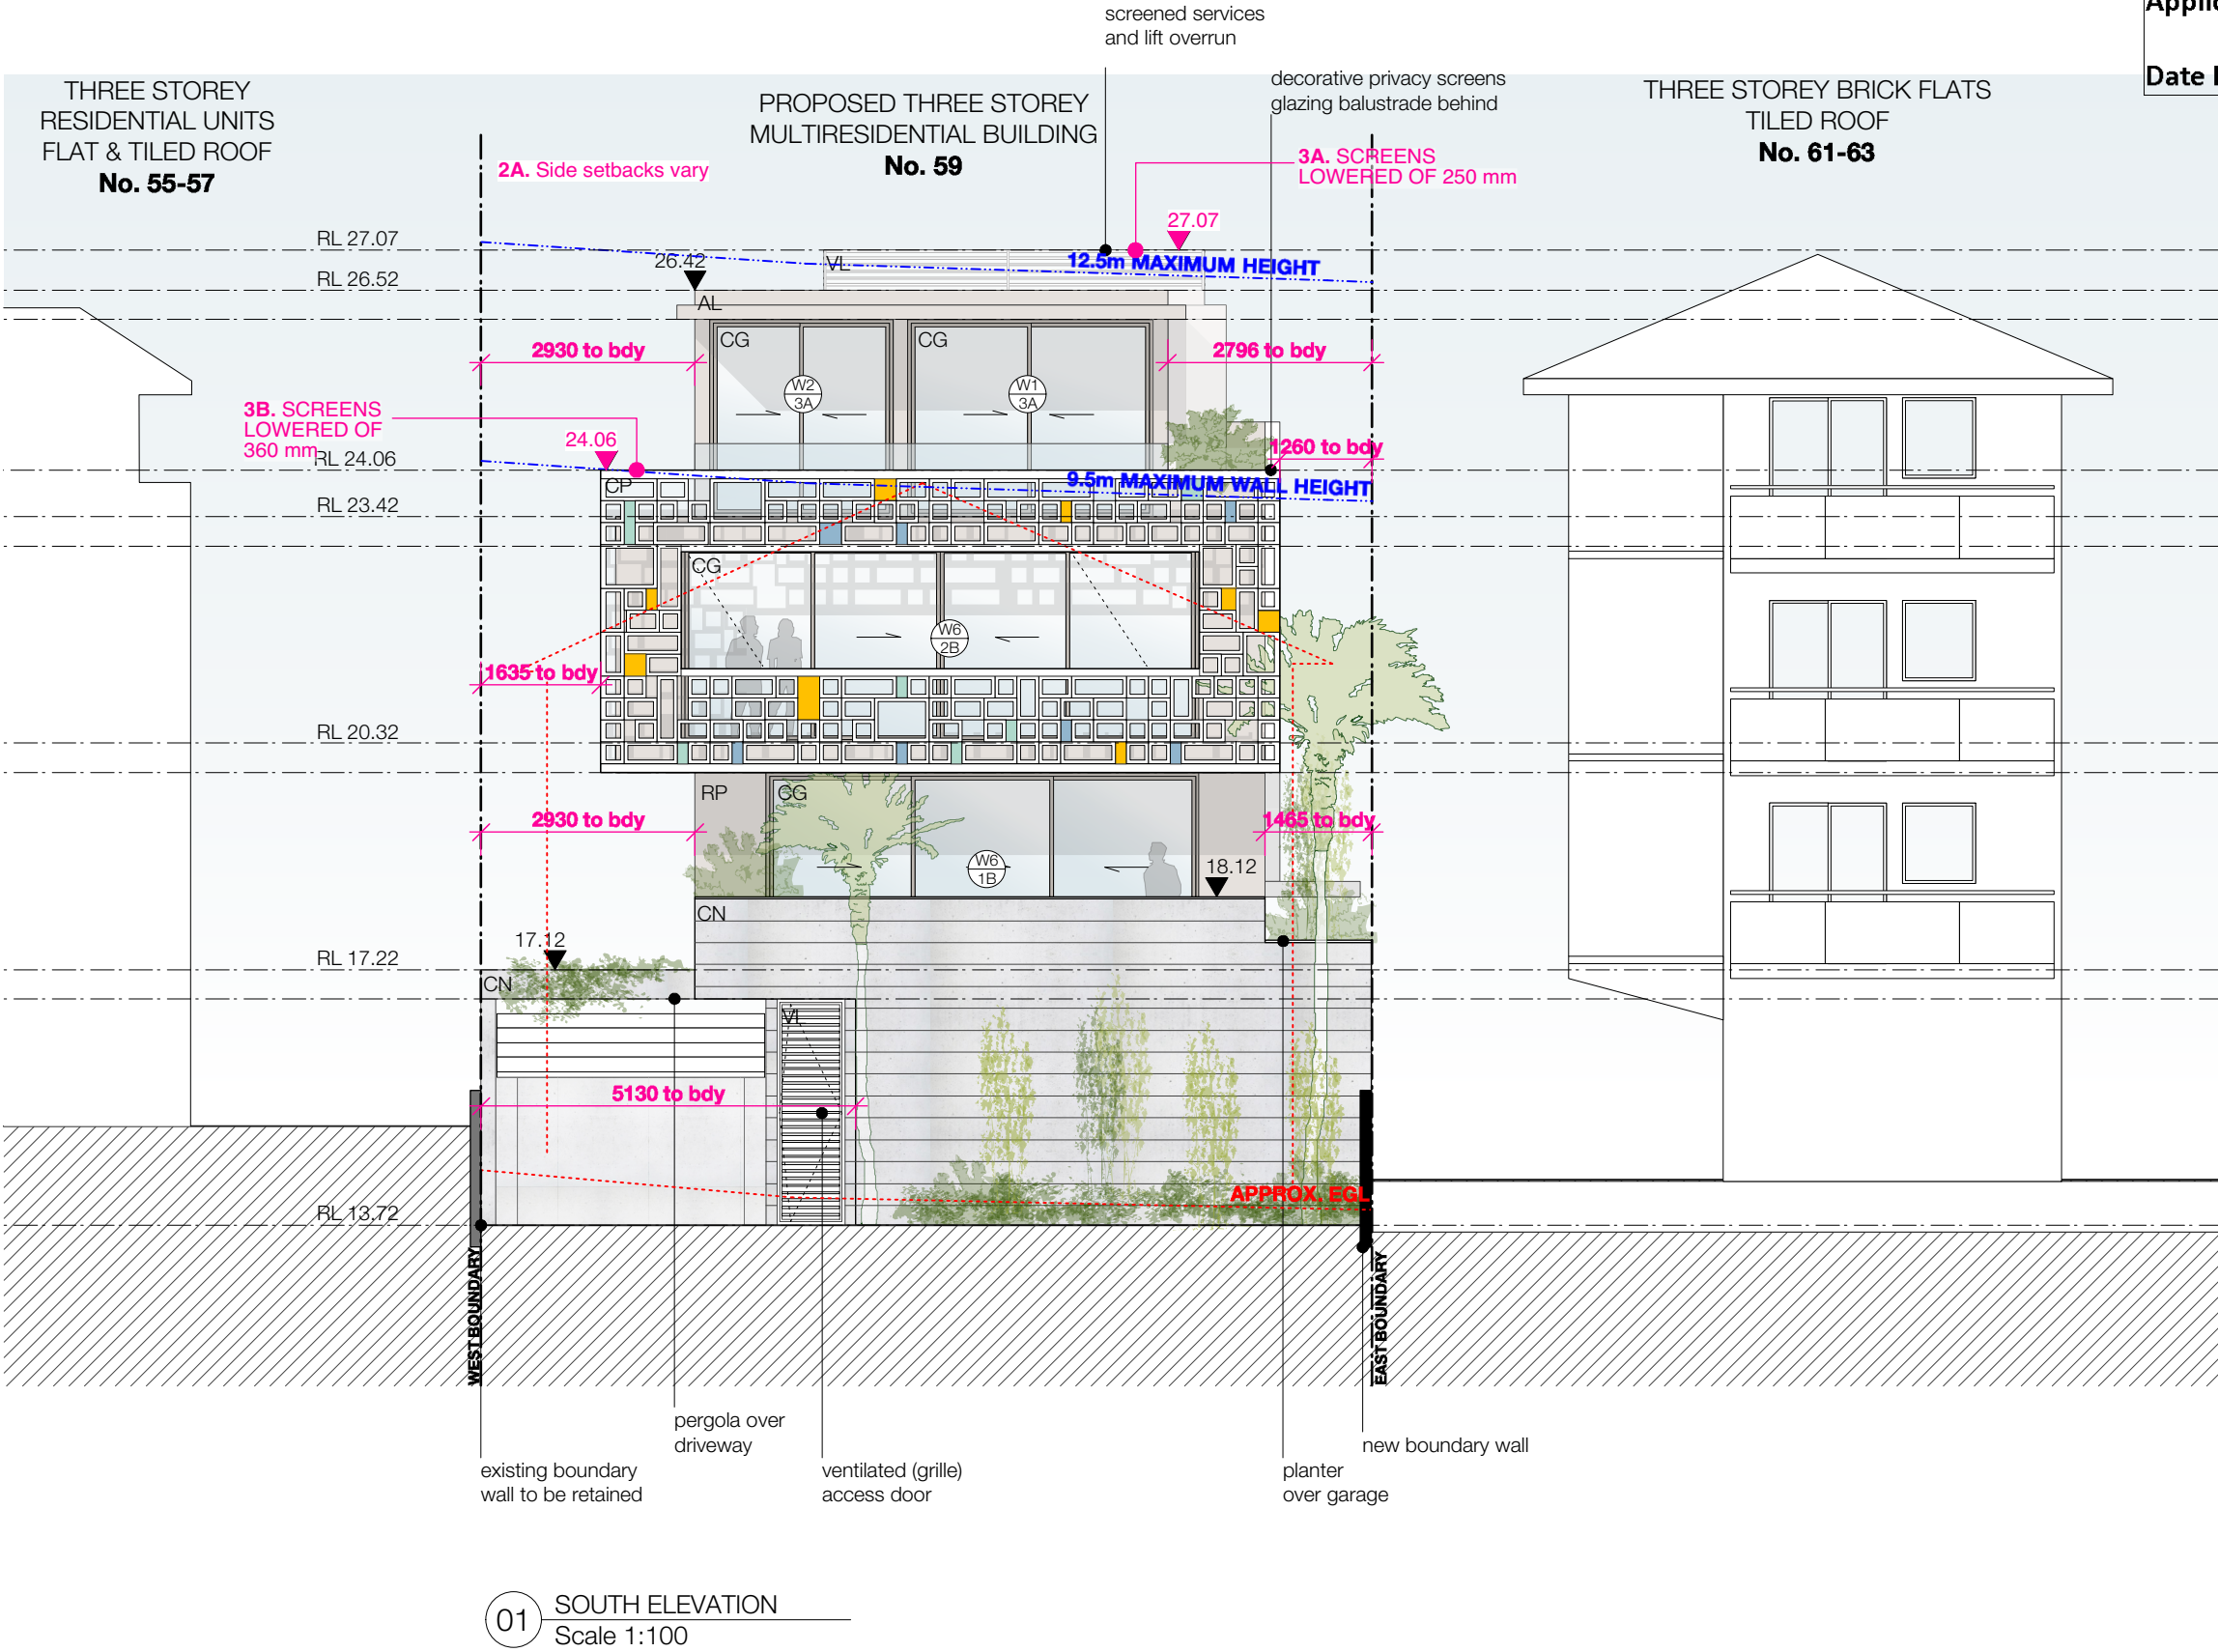 screened services
and lift overrun
Date
THREE STOREY
RESIDENTIAL UNITS
FLAT & TILED ROOF
No. 55-57
PROPOSED THREE STOREY
MULTIRESIDENTIAL BUILDING
No. 59
decorative privacy screens
glazing balustrade behind
THREE STOREY BRICK FLATS
TILED ROOF
No. 61-63
2A. Side setbacks vary
3A. SCREENS
LOWERED OF 250 mm
27.07
RL 27.07
26.42
VL
12.5m MAXIMUM HEIGHT
RL 26.52
AL
CG
CG
2930 to bdy
2796 to bdy
W2
3A
W1
3A
3B. SCREENS
LOWERED OF
360 mm
24.06
1260 to bdy
RL 24.06
CP
9.5m MAXIMUM WALL HEIGHT
RL 23.42
CG
W6
2B
1635 to bdy
RL 20.32
RP
CG
2930 to bdy
1465 to bdy
W6
1B
18.12
CN
17.12
RL 17.22
CN
VL
5130 to bdy
APPROX. EGL
RL 13.72
WEST BOUNDARY
EAST BOUNDARY
pergola over
driveway
new boundary wall
existing boundary
wall to be retained
ventilated (grille)
access door
planter
over garage
01
SOUTH ELEVATION
Scale 1:100